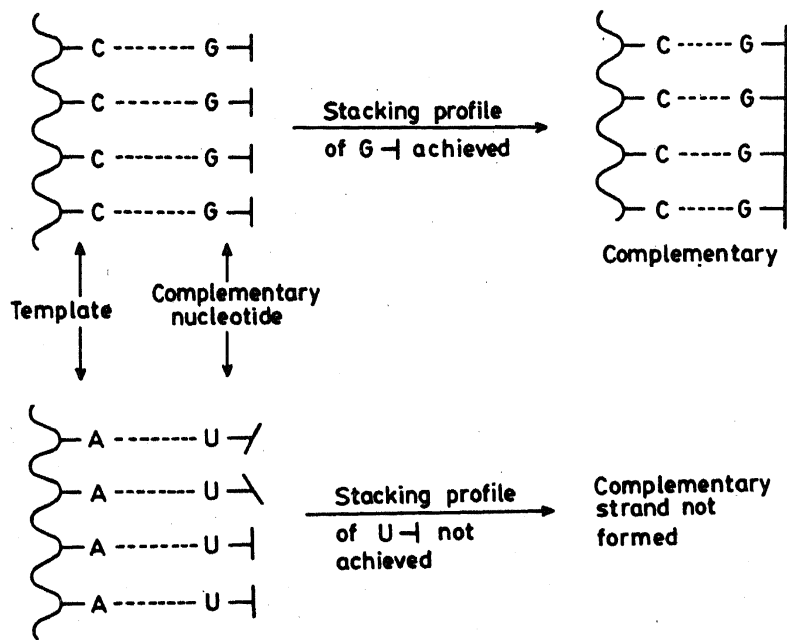 C -------- G
C -------- G
C -------- G
C -------- G
Stacking profile
of G⊣ achieved
C ------ G
C ------ G
C ------ G
C ------ G
Complementary
Template
Complementary
nucleotide
A -------- U
A -------- U
A -------- U
A -------- U
Stacking profile
of U⊣ not
achieved
Complementary
strand not
formed